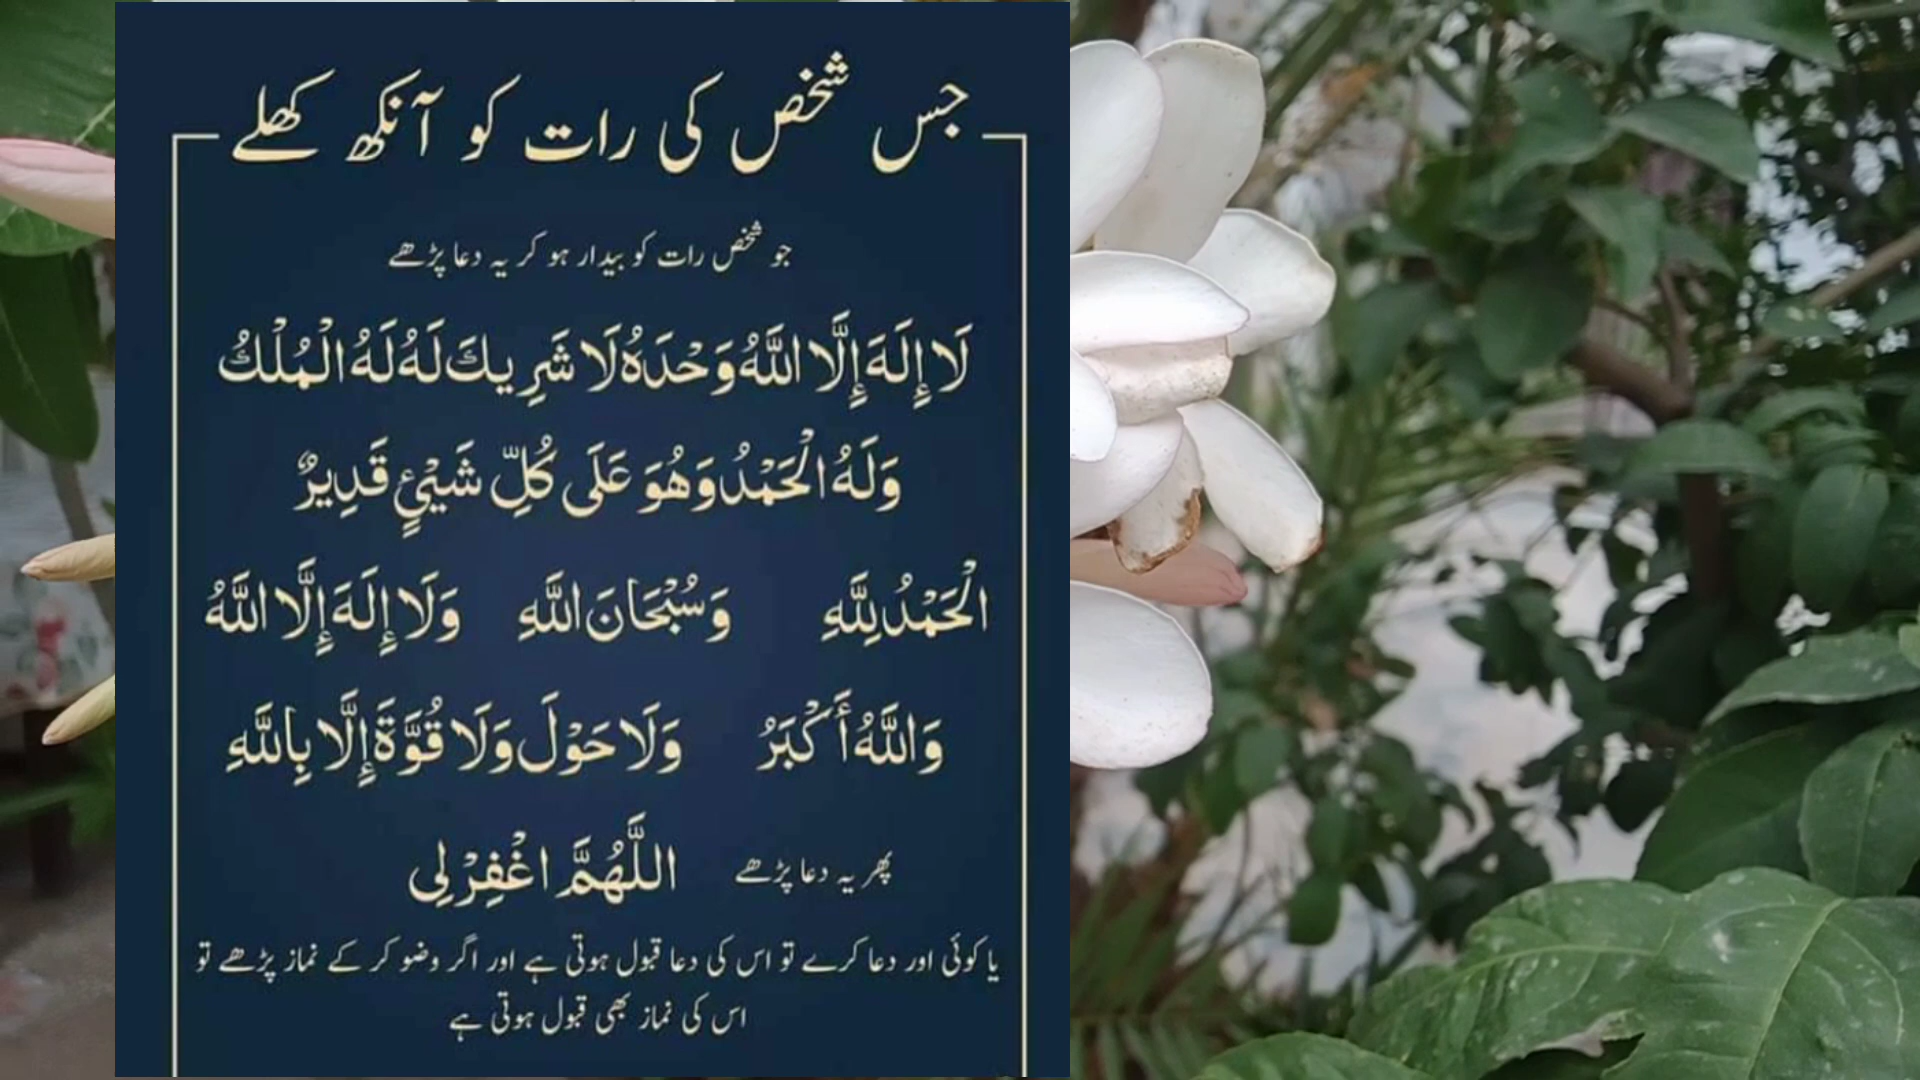 جس شخص کی رات کو آنکھ کھلے
جو شخص رات کو بیدار ہو کر یہ دعا پڑھے
لَا إِلَهَ إِلَّا اللَّهُ وَحْدَهُ لَا شَرِيكَ لَهُ لَهُ الْمُلْكُ
وَلَهُ الْحَمْدُ وَهُوَ عَلَى كُلِّ شَيْئٍ قَدِيرٌ
الْحَمْدُ لِلَّهِ وَسُبْحَانَ اللَّهِ وَلَا إِلَهَ إِلَّا اللَّهُ
وَاللَّهُ أَكْبَرُ وَلَا حَوْلَ وَلَا قُوَّةَ إِلَّا بِاللَّهِ
پھر یہ دعا پڑھے اللَّهُمَّ اغْفِرْ لِی
یا کوئی اور دعا کرے تو اس کی دعا قبول ہوتی ہے اور اگر وضو کر کے نماز پڑھے تو
اس کی نماز بھی قبول ہوتی ہے